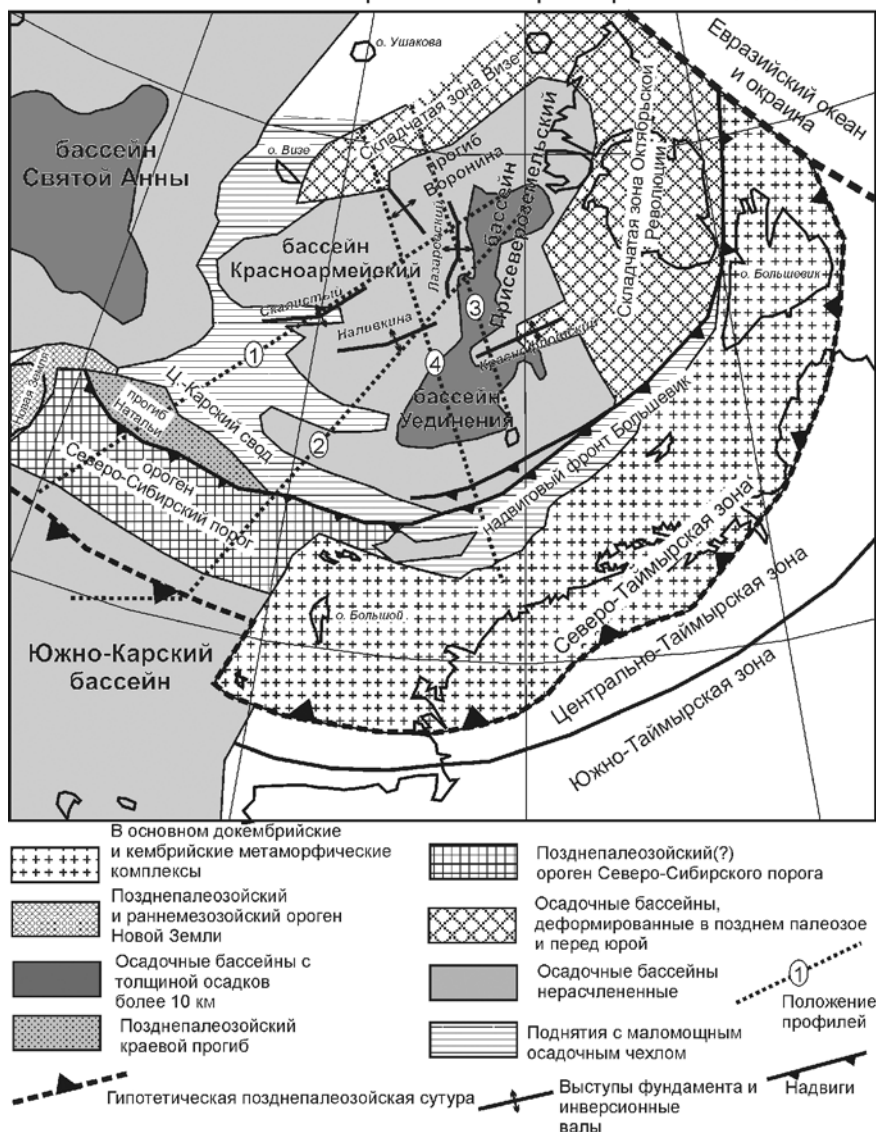 о. Ушакова
Евразийский океан
и окраина
Складчатая зона Визе
о. Визе
бассейн
Святой Анны
прогиб
Воронина
бассейн
Присевероземельский
Складчатая зона Октябрьской
Революции
о. Большевик
бассейн
Красноармейский
Лазаревский
Скалистый
Наливкина
Краснофлотский
1
2
3
4
бассейн
Уединения
Новая Земля
прогиб
Натальи
Ц.-Карский свод
ороген
Северо-Сибирский порог
надвиговый фронт Большевик
о. Большой
Южно-Карский
бассейн
Северо-Таймырская зона
Центрально-Таймырская зона
Южно-Таймырская зона
В основном докембрийские
и кембрийские метаморфические
комплексы
Позднепалеозойский
и раннемезозойский ороген
Новой Земли
Осадочные бассейны с
толщиной осадков
более 10 км
Позднепалеозойский
краевой прогиб
Гипотетическая позднепалеозойская сутура
Позднепалеозойский(?)
ороген Северо-Сибирского порога
Осадочные бассейны,
деформированные в позднем палеозое
и перед юрой
Осадочные бассейны
нерасчлененные
1
Положение
профилей
Поднятия с маломощным
осадочным чехлом
Выступы фундамента и
инверсионные
валы
Надвиги